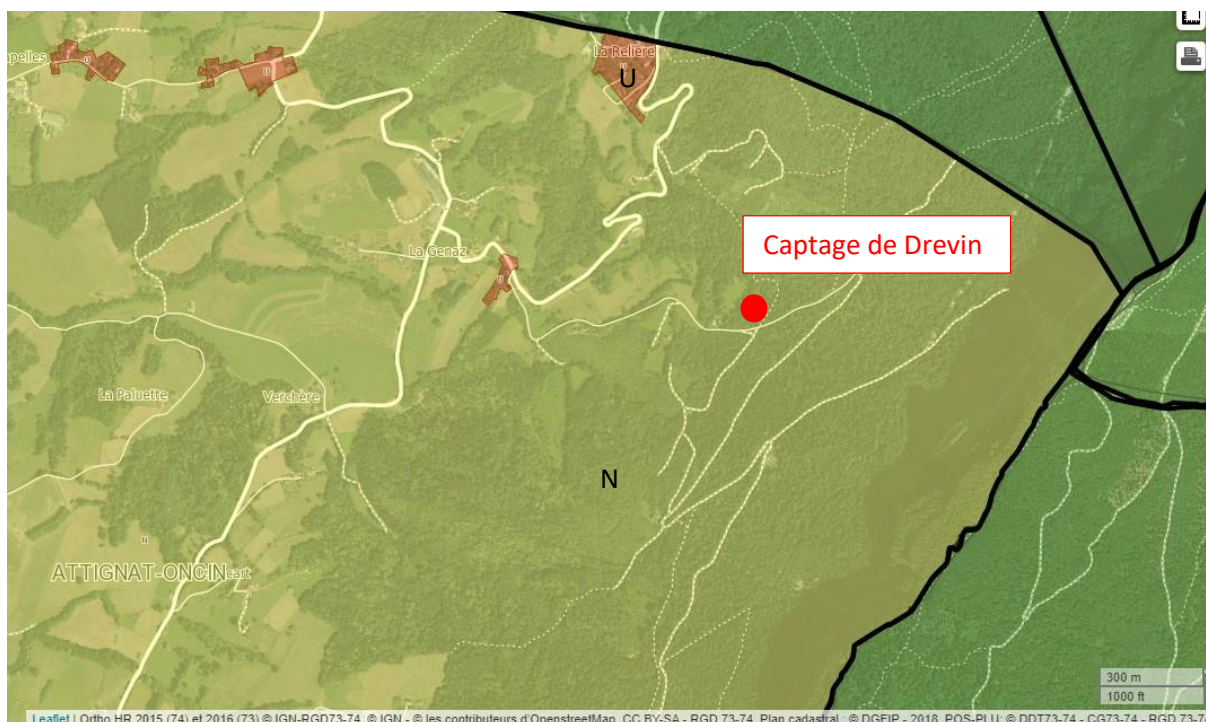 apelles
U
U
La Relière
U
Captage de Drevin
La Genaz
U
La Paluette
Verchère
N
N
ATTIGNAT-ONCIN
cart
300 m
1000 ft
Leaflet | Ortho HR 2015 (74) et 2016 (73) © IGN-RGD73-74, © IGN - © les contributeurs d'OpenstreetMap, CC BY-SA - RGD 73-74, Plan cadastral : © DGFIP - 2018, POS-PLU: © DDT73-74 - CG73-74 - RGD 73-74